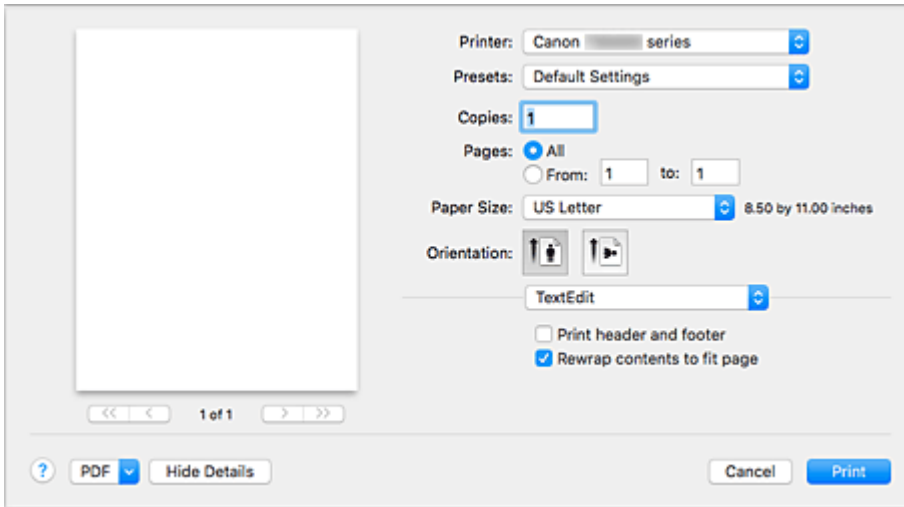 Printer: Canon series
Presets: Default Settings
Copies: 1
Pages: All
From: 1 to: 1
Paper Size: US Letter 8.50 by 11.00 inches
Orientation:
TextEdit
Print header and footer
Rewrap contents to fit page
<< < 1 of 1 > >>
? PDF Hide Details Cancel Print